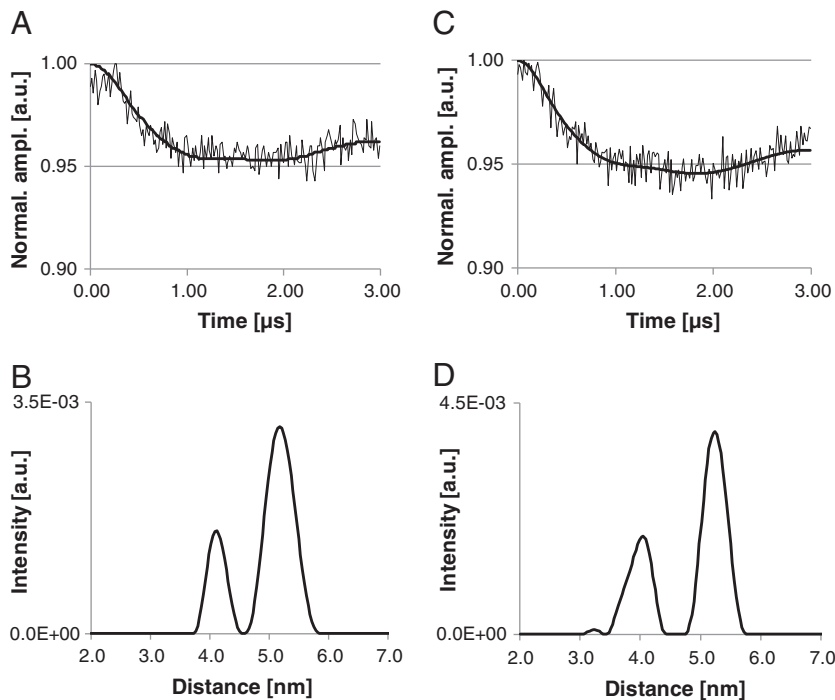 A
1.00
0.95
0.90
Normal. ampl. [a.u.]
0.00 1.00 2.00 3.00
Time [µs]
C
1.00
0.95
0.90
Normal. ampl. [a.u.]
0.00 1.00 2.00 3.00
Time [µs]
B
3.5E-03
0.0E+00
Intensity [a.u.]
2.0 3.0 4.0 5.0 6.0 7.0
Distance [nm]
D
4.5E-03
0.0E+00
Intensity [a.u.]
2.0 3.0 4.0 5.0 6.0 7.0
Distance [nm]